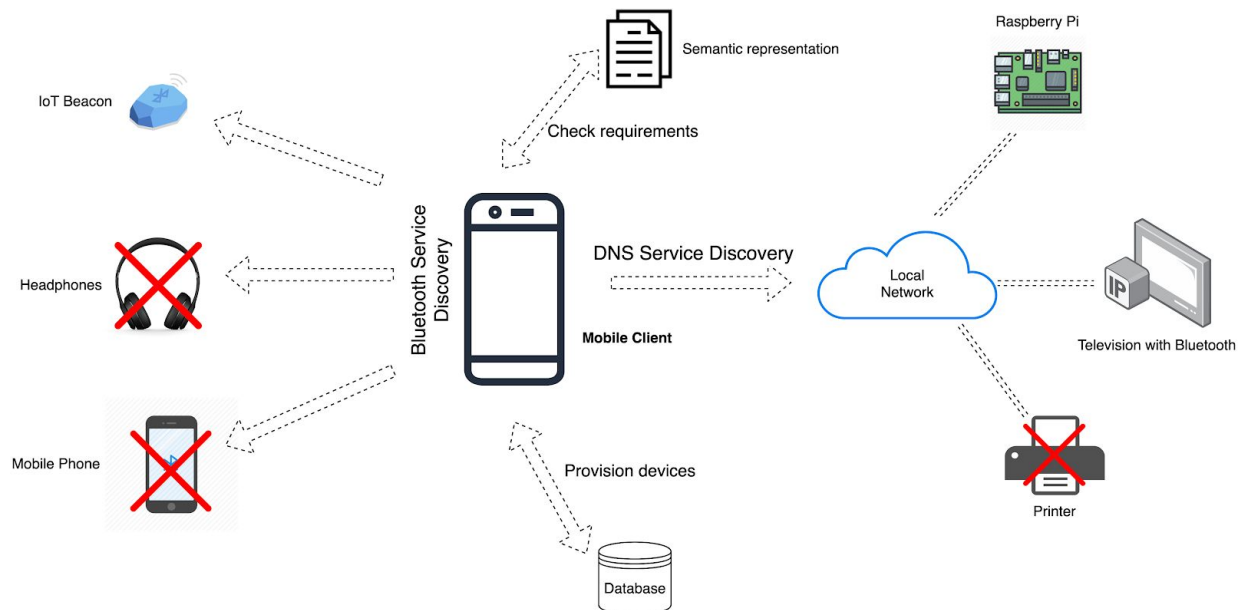 Raspberry Pi
Semantic representation
IoT Beacon
Check requirements
Bluetooth Service
Discovery
DNS Service Discovery
Local
Network
IP
Headphones
Mobile Client
Television with Bluetooth
Mobile Phone
Provision devices
Printer
Database